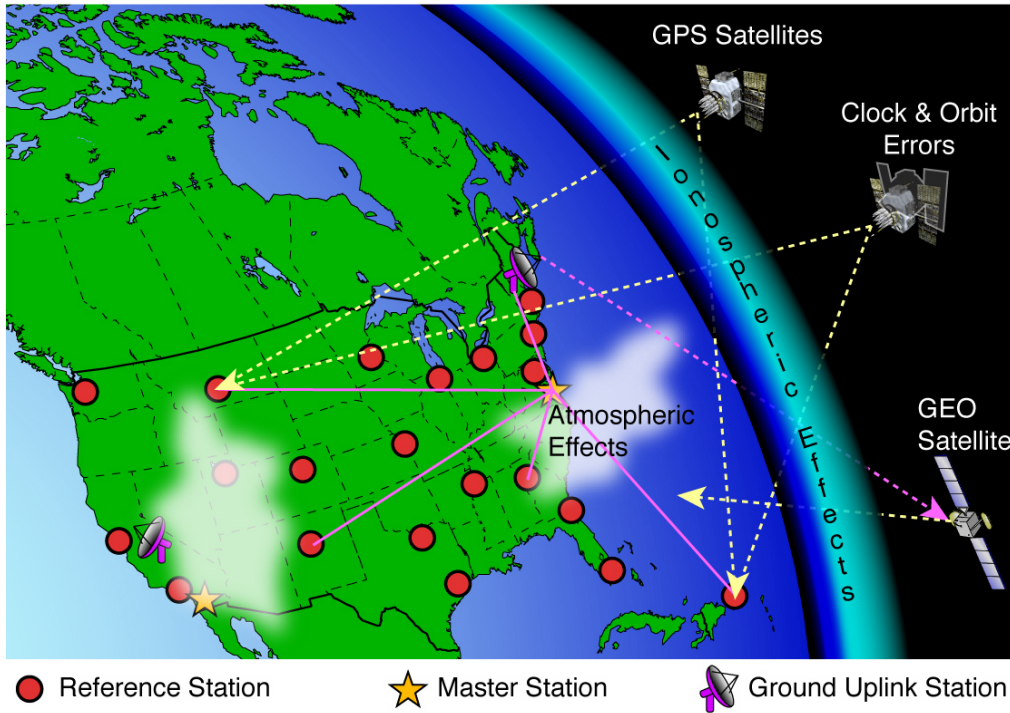 GPS Satellites
Clock & Orbit
Errors
Ionospheric Effects
Atmospheric
Effects
GEO
Satellite
Reference Station
Master Station
Ground Uplink Station